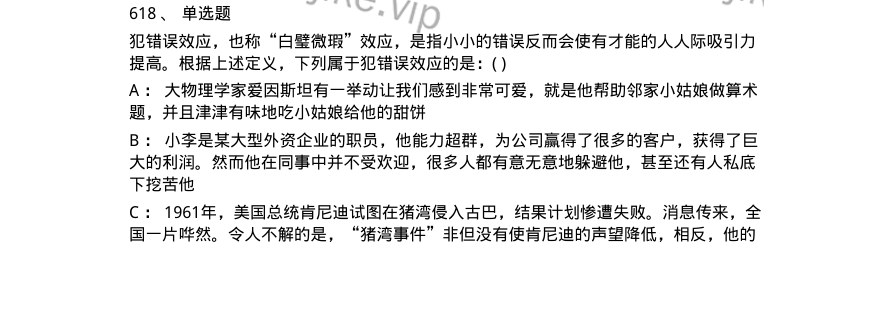 618 、 单选题
犯错误效应，也称“白璧微瑕”效应，是指小小的错误反而会使有才能的人人际吸引力
提高。根据上述定义，下列属于犯错误效应的是：( )
A ： 大物理学家爱因斯坦有一举动让我们感到非常可爱，就是他帮助邻家小姑娘做算术
题，并且津津有味地吃小姑娘给他的甜饼
B ： 小李是某大型外资企业的职员，他能力超群，为公司赢得了很多的客户，获得了巨
大的利润。然而他在同事中并不受欢迎，很多人都有意无意地躲避他，甚至还有人私底
下挖苦他
C ： 1961年，美国总统肯尼迪试图在猪湾侵入古巴，结果计划惨遭失败。消息传来，全
国一片哗然。令人不解的是，“猪湾事件”非但没有使肯尼迪的声望降低，相反，他的